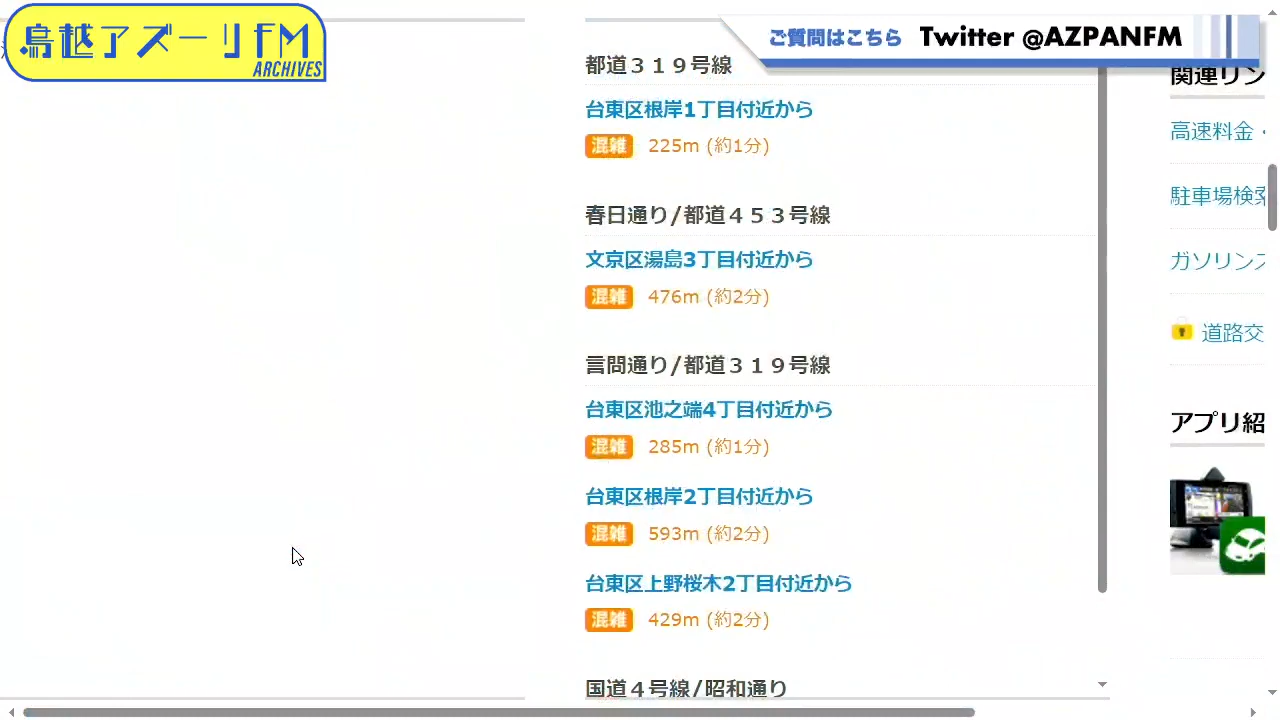 鳥越アズーリFM
ARCHIVES
ご質問はこちら Twitter @AZPANFM
都道３１９号線
台東区根岸1丁目付近から
混雑 225m (約1分)
春日通り/都道４５３号線
文京区湯島3丁目付近から
混雑 476m (約2分)
言問通り/都道３１９号線
台東区池之端4丁目付近から
混雑 285m (約1分)
台東区根岸2丁目付近から
混雑 593m (約2分)
台東区上野桜木2丁目付近から
混雑 429m (約2分)
国道４号線/昭和通り
関連リン
高速料金・
駐車場検索
ガソリンス
道路交
アプリ紹